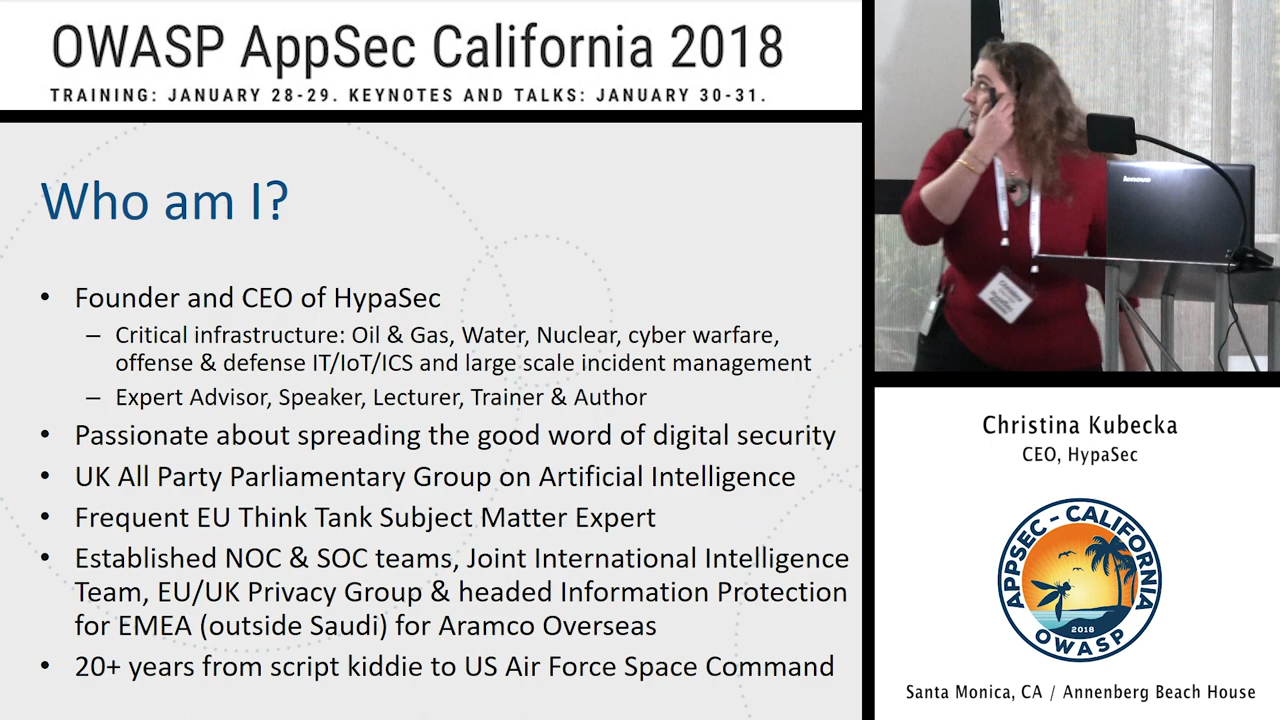 OWASP AppSec California 2018
TRAINING: JANUARY 28-29. KEYNOTES AND TALKS: JANUARY 30-31.
Who am I?
• Founder and CEO of HypaSec
– Critical infrastructure: Oil & Gas, Water, Nuclear, cyber warfare,
offense & defense IT/IoT/ICS and large scale incident management
– Expert Advisor, Speaker, Lecturer, Trainer & Author
• Passionate about spreading the good word of digital security
• UK All Party Parliamentary Group on Artificial Intelligence
• Frequent EU Think Tank Subject Matter Expert
• Established NOC & SOC teams, Joint International Intelligence
Team, EU/UK Privacy Group & headed Information Protection
for EMEA (outside Saudi) for Aramco Overseas
• 20+ years from script kiddie to US Air Force Space Command
lenovo
Christina Kubecka
CEO, HypaSec
APPSEC - CALIFORNIA
2018
OWASP
Santa Monica, CA / Annenberg Beach House